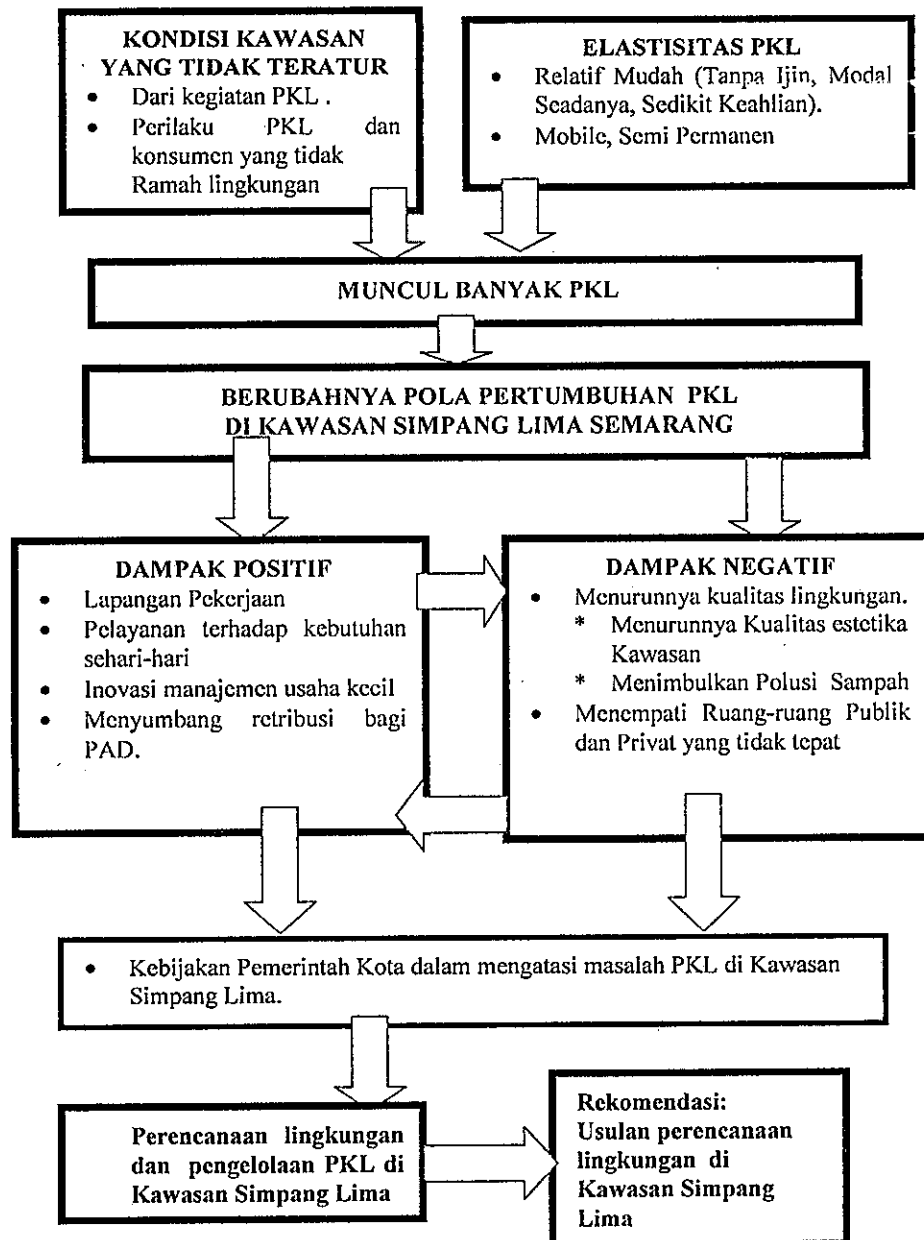 KONDISI KAWASAN
YANG TIDAK TERATUR
• Dari kegiatan PKL .
• Perilaku PKL dan
konsumen yang tidak
Ramah lingkungan
ELASTISITAS PKL
• Relatif Mudah (Tanpa Ijin, Modal
Seadanya, Sedikit Keahlian).
• Mobile, Semi Permanen
MUNCUL BANYAK PKL
BERUBAHNYA POLA PERTUMBUHAN PKL
DI KAWASAN SIMPANG LIMA SEMARANG
DAMPAK POSITIF
• Lapangan Pekerjaan
• Pelayanan terhadap kebutuhan
sehari-hari
• Inovasi manajemen usaha kecil
• Menyumbang retribusi bagi
PAD.
DAMPAK NEGATIF
• Menurunnya kualitas lingkungan.
* Menurunnya Kualitas estetika
Kawasan
* Menimbulkan Polusi Sampah
• Menempati Ruang-ruang Publik
dan Privat yang tidak tepat
• Kebijakan Pemerintah Kota dalam mengatasi masalah PKL di Kawasan
Simpang Lima.
Perencanaan lingkungan
dan pengelolaan PKL di
Kawasan Simpang Lima
Rekomendasi:
Usulan perencanaan
lingkungan di
Kawasan Simpang
Lima